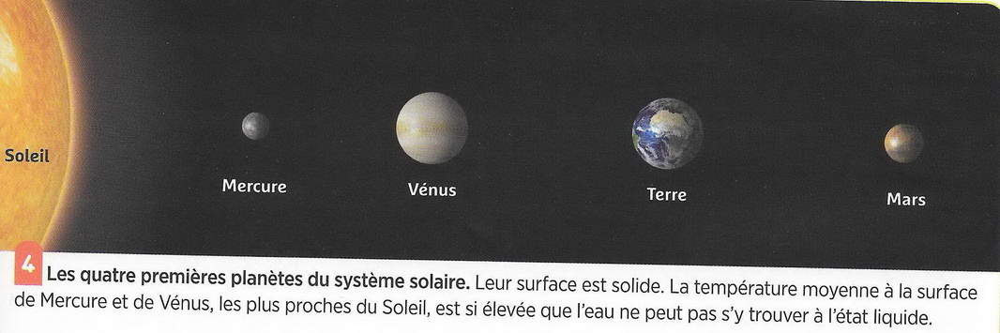 Soleil
Mercure
Vénus
Terre
Mars
4
Les quatre premières planètes du système solaire. Leur surface est solide. La température moyenne à la surface
de Mercure et de Vénus, les plus proches du Soleil, est si élevée que l'eau ne peut pas s'y trouver à l'état liquide.